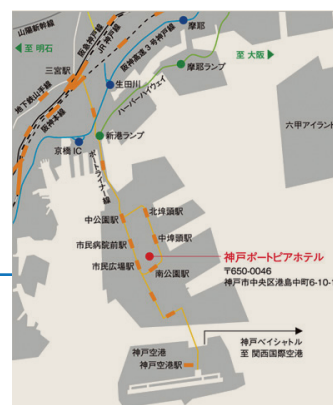 山陽新幹線
阪急神戸線
JR神戸線
阪神高速3号神戸線
摩耶
至 明石
至 大阪
摩耶ランプ
三宮駅
生田川
ハーバーハイウェイ
地下鉄山手線
阪神本線
六甲アイランド
新港ランプ
京橋IC
ポートライナー線
北埠頭駅
中公園駅
中埠頭駅
市民病院前駅
神戸ポートピアホテル
市民広場駅
南公園駅
〒650-0046
神戸市中央区港島中町6-10-1
神戸ベイシャトル
至 関西国際空港
神戸空港
神戸空港駅